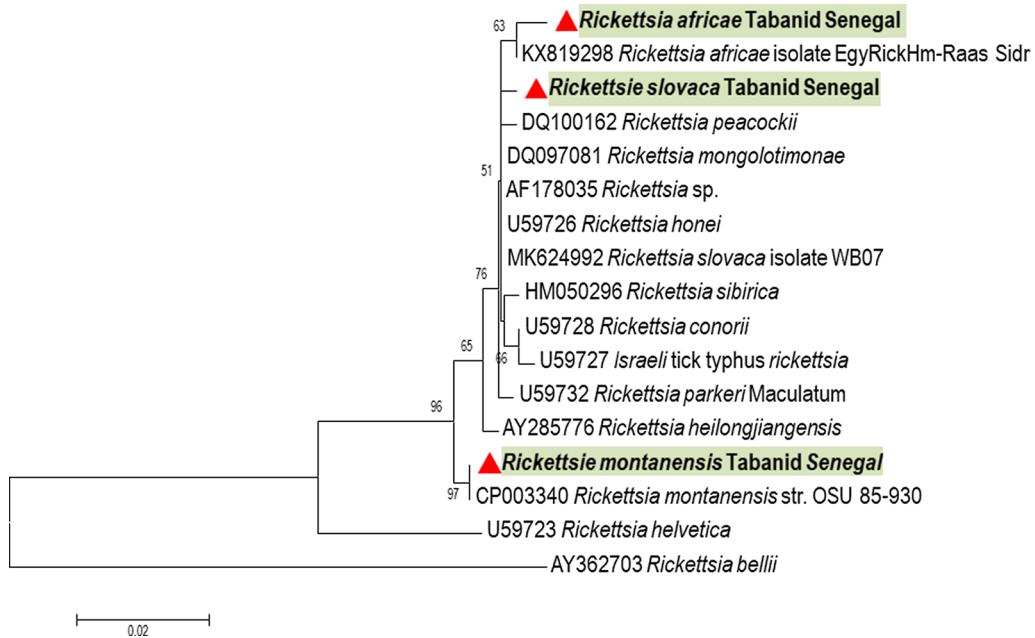 63
Rickettsia africae Tabanid Senegal
KX819298 Rickettsia africae isolate EgyRickHm-Raas Sidr
Rickettsie slovaca Tabanid Senegal
DQ100162 Rickettsia peacockii
DQ097081 Rickettsia mongolotimonae
51
AF178035 Rickettsia sp.
U59726 Rickettsia honei
MK624992 Rickettsia slovaca isolate WB07
76
HM050296 Rickettsia sibirica
U59728 Rickettsia conorii
65
66
U59727 Israeli tick typhus rickettsia
U59732 Rickettsia parkeri Maculatum
96
AY285776 Rickettsia heilongjiangensis
Rickettsie montanensis Tabanid Senegal
97
CP003340 Rickettsia montanensis str. OSU 85-930
U59723 Rickettsia helvetica
AY362703 Rickettsia bellii
0.02